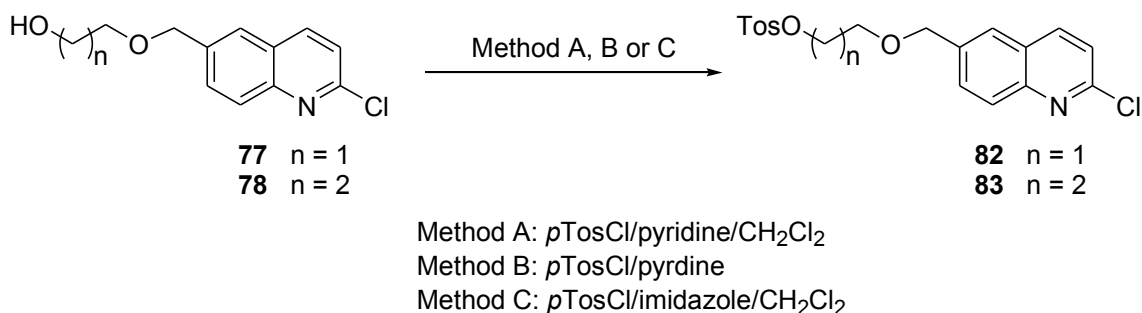 HO ( ) n O N Cl
Method A, B or C
TosO ( ) n O N Cl
77 n = 1
78 n = 2
82 n = 1
83 n = 2
Method A: pTosCl/pyridine/CH2Cl2
Method B: pTosCl/pyrdine
Method C: pTosCl/imidazole/CH2Cl2